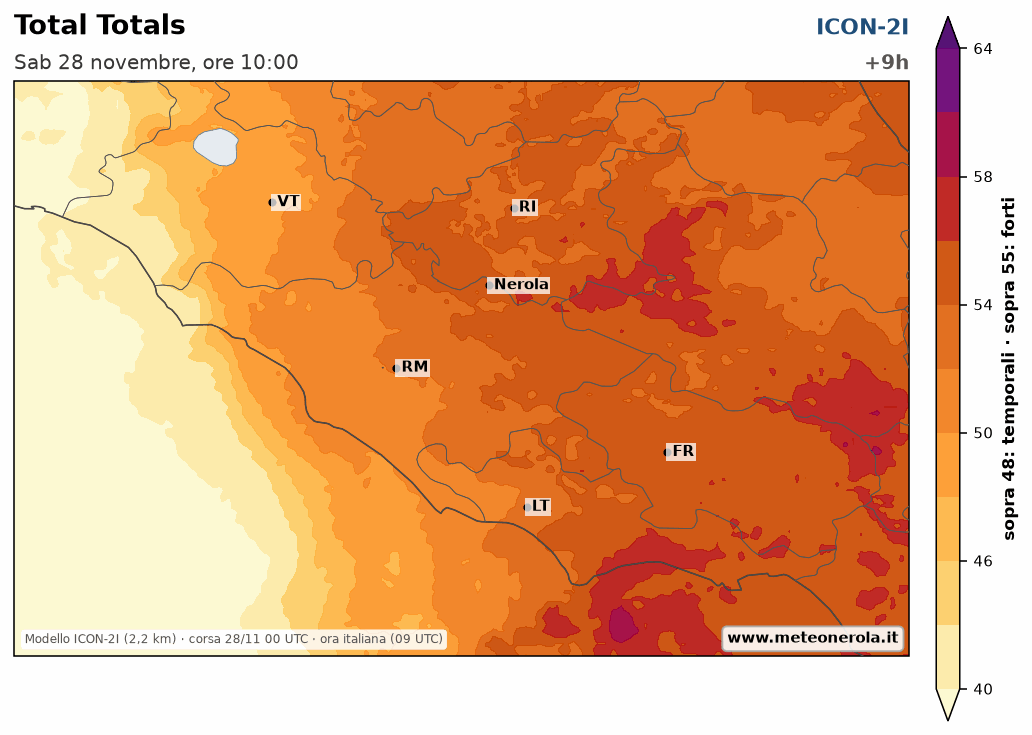 Total Totals
ICON-2I
Sab 28 novembre, ore 10:00
+9h
VT
RI
Nerola
RM
FR
LT
Modello ICON-2I (2,2 km) · corsa 28/11 00 UTC · ora italiana (09 UTC)
www.meteonerola.it
64
58
54
50
46
40
sopra 48: temporali · sopra 55: forti